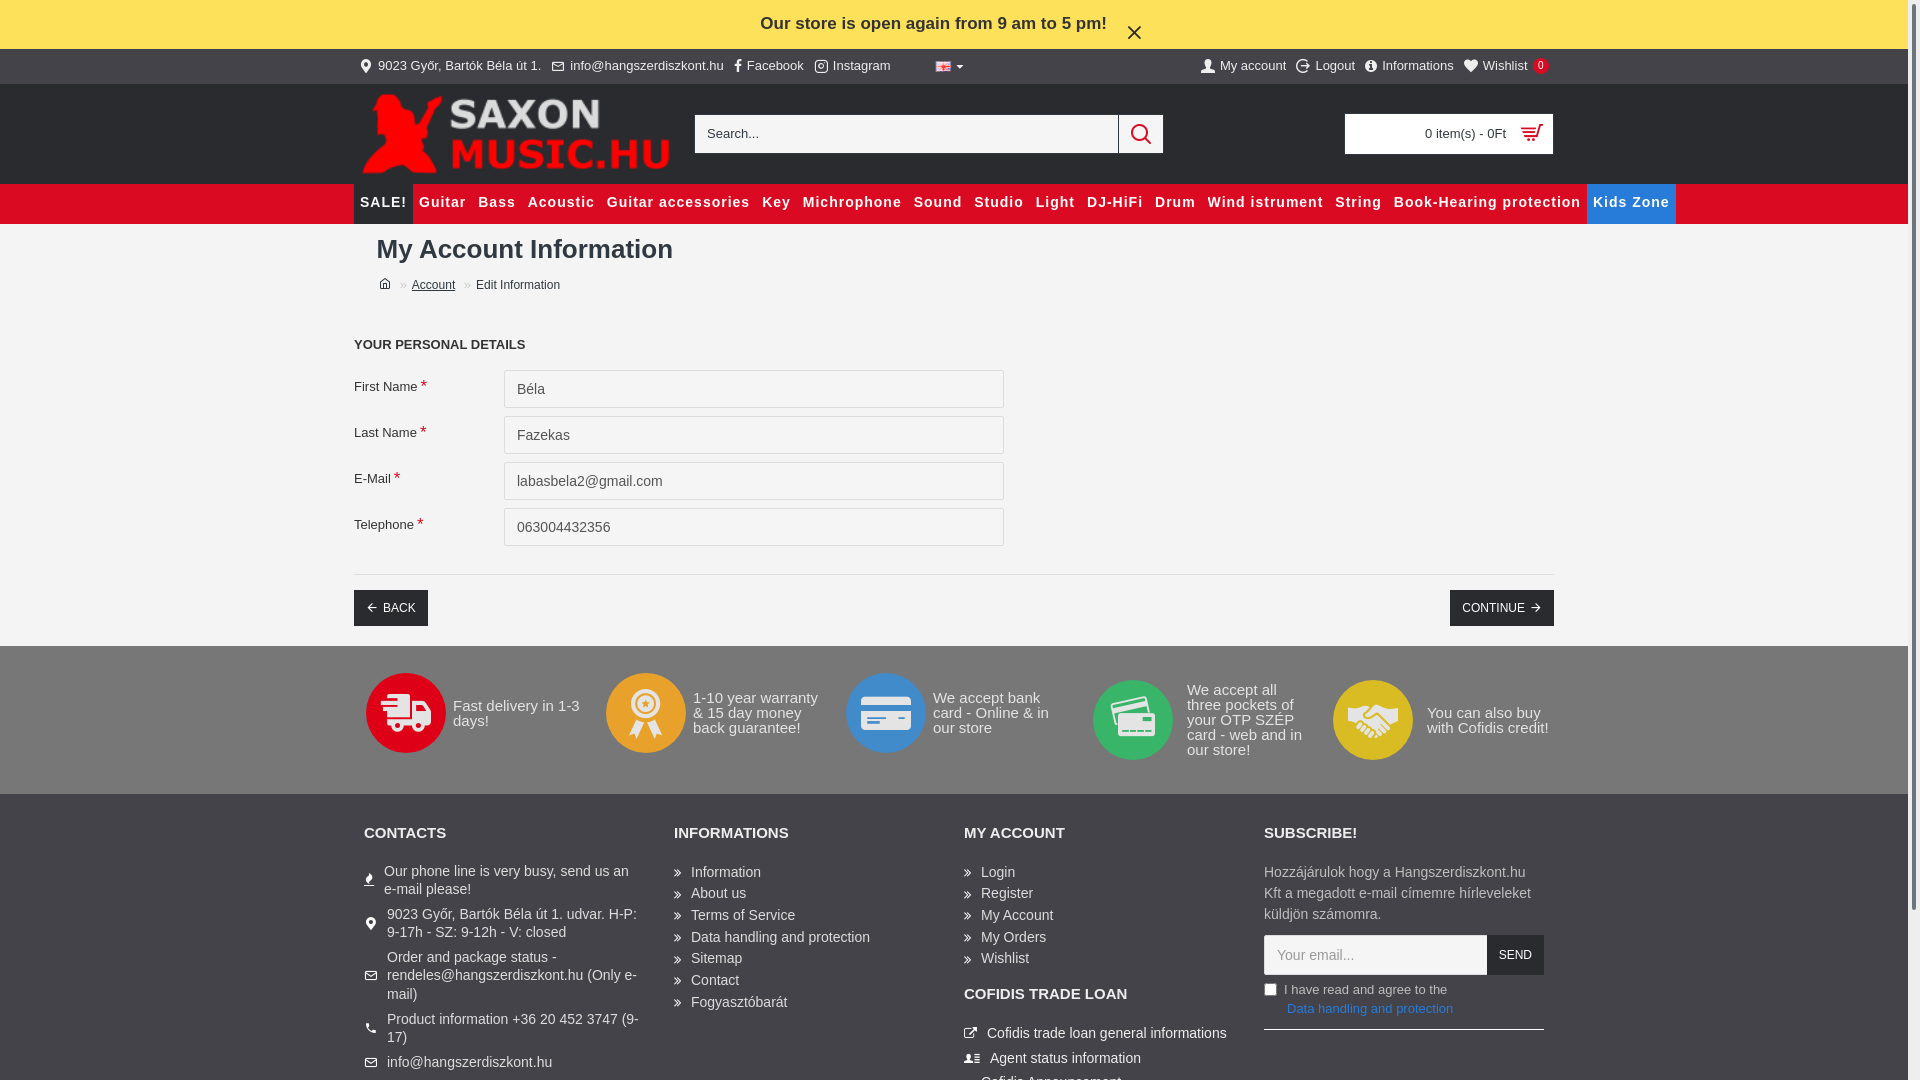 Our store is open again from 9 am to 5 pm!
9023 Győr, Bartók Béla út 1. info@hangszerdiszkont.hu Facebook Instagram My account Logout Informations Wishlist 0
SAXON
MUSIC.HU
Search...
0 item(s) - 0Ft
SALE! Guitar Bass Acoustic Guitar accessories Key Michrophone Sound Studio Light DJ-HiFi Drum Wind istrument String Book-Hearing protection Kids Zone
My Account Information
» Account » Edit Information
YOUR PERSONAL DETAILS
First Name * Béla
Last Name * Fazekas
E-Mail * labasbela2@gmail.com
Telephone * 063004432356
BACK
CONTINUE
Fast delivery in 1-3
days!
1-10 year warranty
& 15 day money
back guarantee!
We accept bank
card - Online & in
our store
We accept all
three pockets of
your OTP SZÉP
card - web and in
our store!
You can also buy
with Cofidis credit!
CONTACTS
Our phone line is very busy, send us an
e-mail please!
9023 Győr, Bartók Béla út 1. udvar. H-P:
9-17h - SZ: 9-12h - V: closed
Order and package status -
rendeles@hangszerdiszkont.hu (Only e-
mail)
Product information +36 20 452 3747 (9-
17)
info@hangszerdiszkont.hu
INFORMATIONS
Information
About us
Terms of Service
Data handling and protection
Sitemap
Contact
Fogyasztóbarát
MY ACCOUNT
Login
Register
My Account
My Orders
Wishlist
COFIDIS TRADE LOAN
Cofidis trade loan general informations
Agent status information
Cofidis Announcement
SUBSCRIBE!
Hozzájárulok hogy a Hangszerdiszkont.hu
Kft a megadott e-mail címemre hírleveleket
küldjön számomra.
Your email...
SEND
I have read and agree to the
Data handling and protection